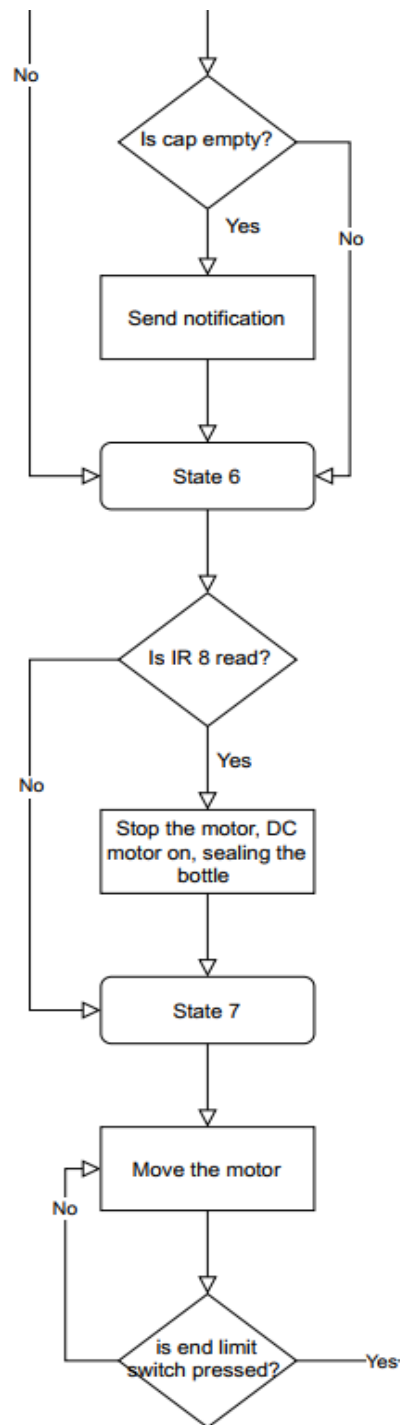 No
Is cap empty?
Yes
No
Send notification
State 6
Is IR 8 read?
Yes
No
Stop the motor, DC
motor on, sealing the
bottle
State 7
Move the motor
No
is end limit
switch pressed?
Yes